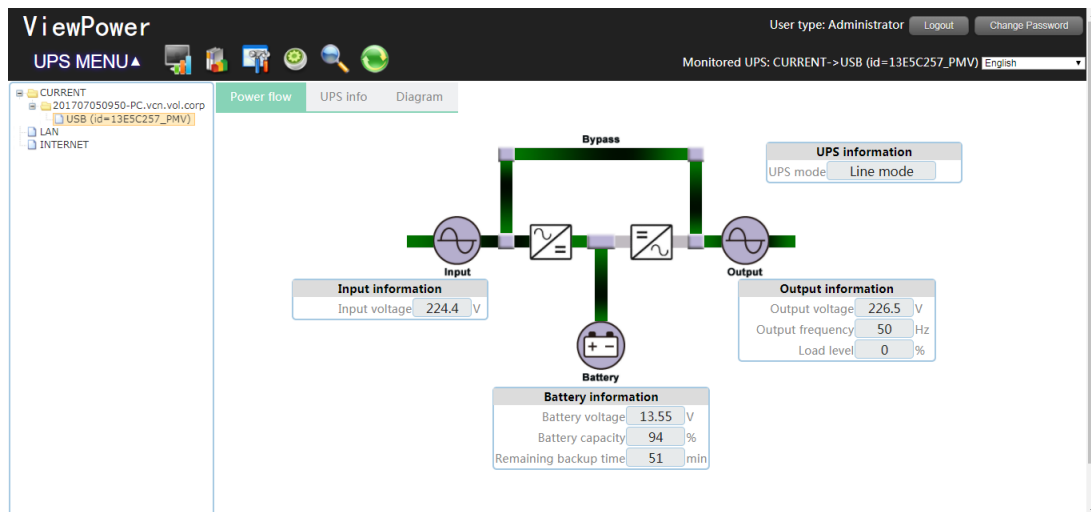 ViewPower
User type: Administrator Logout Change Password
UPS MENU▲
Monitored UPS: CURRENT->USB (id=13E5C257_PMV) English
CURRENT
201707050950-PC.vcn.vol.corp
USB (id=13E5C257_PMV)
LAN
INTERNET
Power flow UPS info Diagram
Bypass
UPS information
UPS mode Line mode
Input
Output
Input information
Input voltage 224.4 V
Output information
Output voltage 226.5 V
Output frequency 50 Hz
Load level 0 %
Battery
Battery information
Battery voltage 13.55 V
Battery capacity 94 %
Remaining backup time 51 min